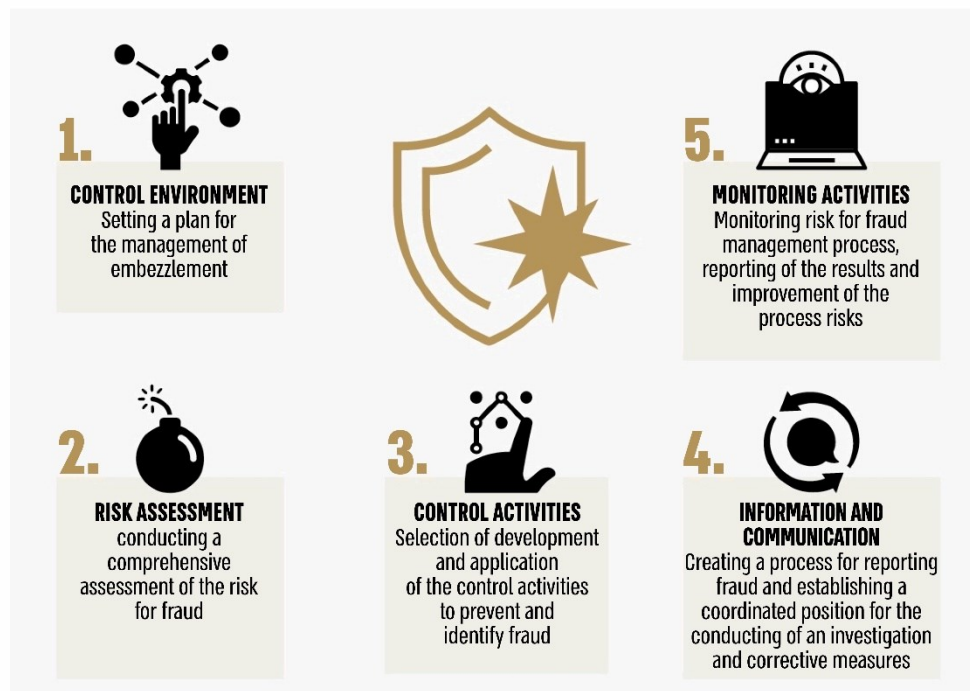 1.
CONTROL ENVIRONMENT
Setting a plan for
the management of
embezzlement
2.
RISK ASSESSMENT
conducting a
comprehensive
assessment of the risk
for fraud
3.
CONTROL ACTIVITIES
Selection of development
and application
of the control activities
to prevent and
identify fraud
4.
INFORMATION AND
COMMUNICATION
Creating a process for reporting
fraud and establishing a
coordinated position for the
conducting of an investigation
and corrective measures
5.
MONITORING ACTIVITIES
Monitoring risk for fraud
management process,
reporting of the results and
improvement of the
process risks